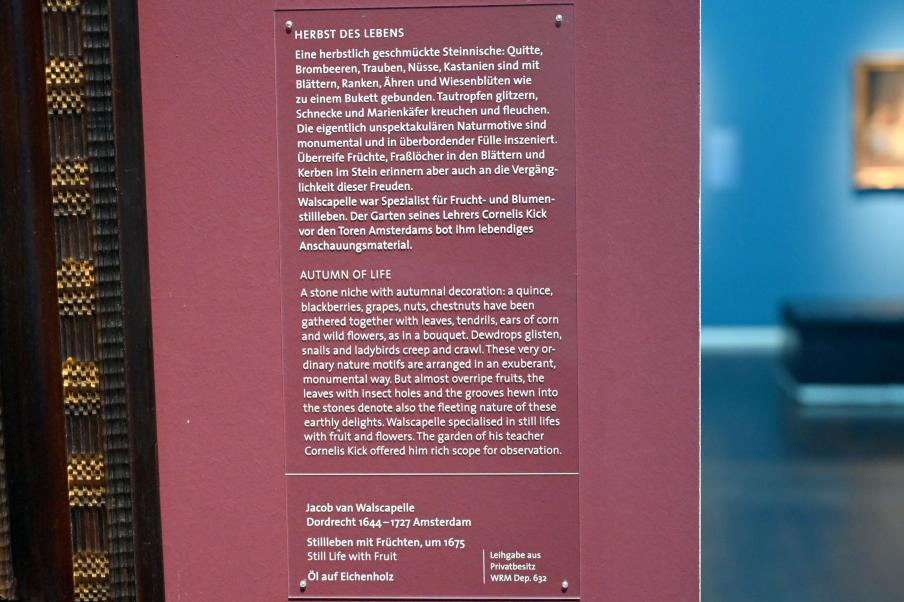 HERBST DES LEBENS
Eine herbstlich geschmückte Steinnische: Quitte,
Brombeeren, Trauben, Nüsse, Kastanien sind mit
Blättern, Ranken, Ähren und Wiesenblüten wie
zu einem Bukett gebunden. Tautropfen glitzern,
Schnecke und Marienkäfer kreuchen und fleuchen.
Die eigentlich unspektakulären Naturmotive sind
monumental und in überbordender Fülle inszeniert.
Überreife Früchte, Fraßlöcher in den Blättern und
Kerben im Stein erinnern aber auch an die Vergäng-
lichkeit dieser Freuden.
Walscapelle war Spezialist für Frucht- und Blumen-
stillleben. Der Garten seines Lehrers Cornelis Kick
vor den Toren Amsterdams bot ihm lebendiges
Anschauungsmaterial.
AUTUMN OF LIFE
A stone niche with autumnal decoration: a quince,
blackberries, grapes, nuts, chestnuts have been
gathered together with leaves, tendrils, ears of corn
and wild flowers, as in a bouquet. Dewdrops glisten,
snails and ladybirds creep and crawl. These very or-
dinary nature motifs are arranged in an exuberant,
monumental way. But almost overripe fruits, the
leaves with insect holes and the grooves hewn into
the stones denote also the fleeting nature of these
earthly delights. Walscapelle specialised in still lifes
with fruit and flowers. The garden of his teacher
Cornelis Kick offered him rich scope for observation.
Jacob van Walscapelle
Dordrecht 1644 – 1727 Amsterdam
Stillleben mit Früchten, um 1675
Still Life with Fruit
Öl auf Eichenholz
Leihgabe aus
Privatbesitz
WRM Dep. 632